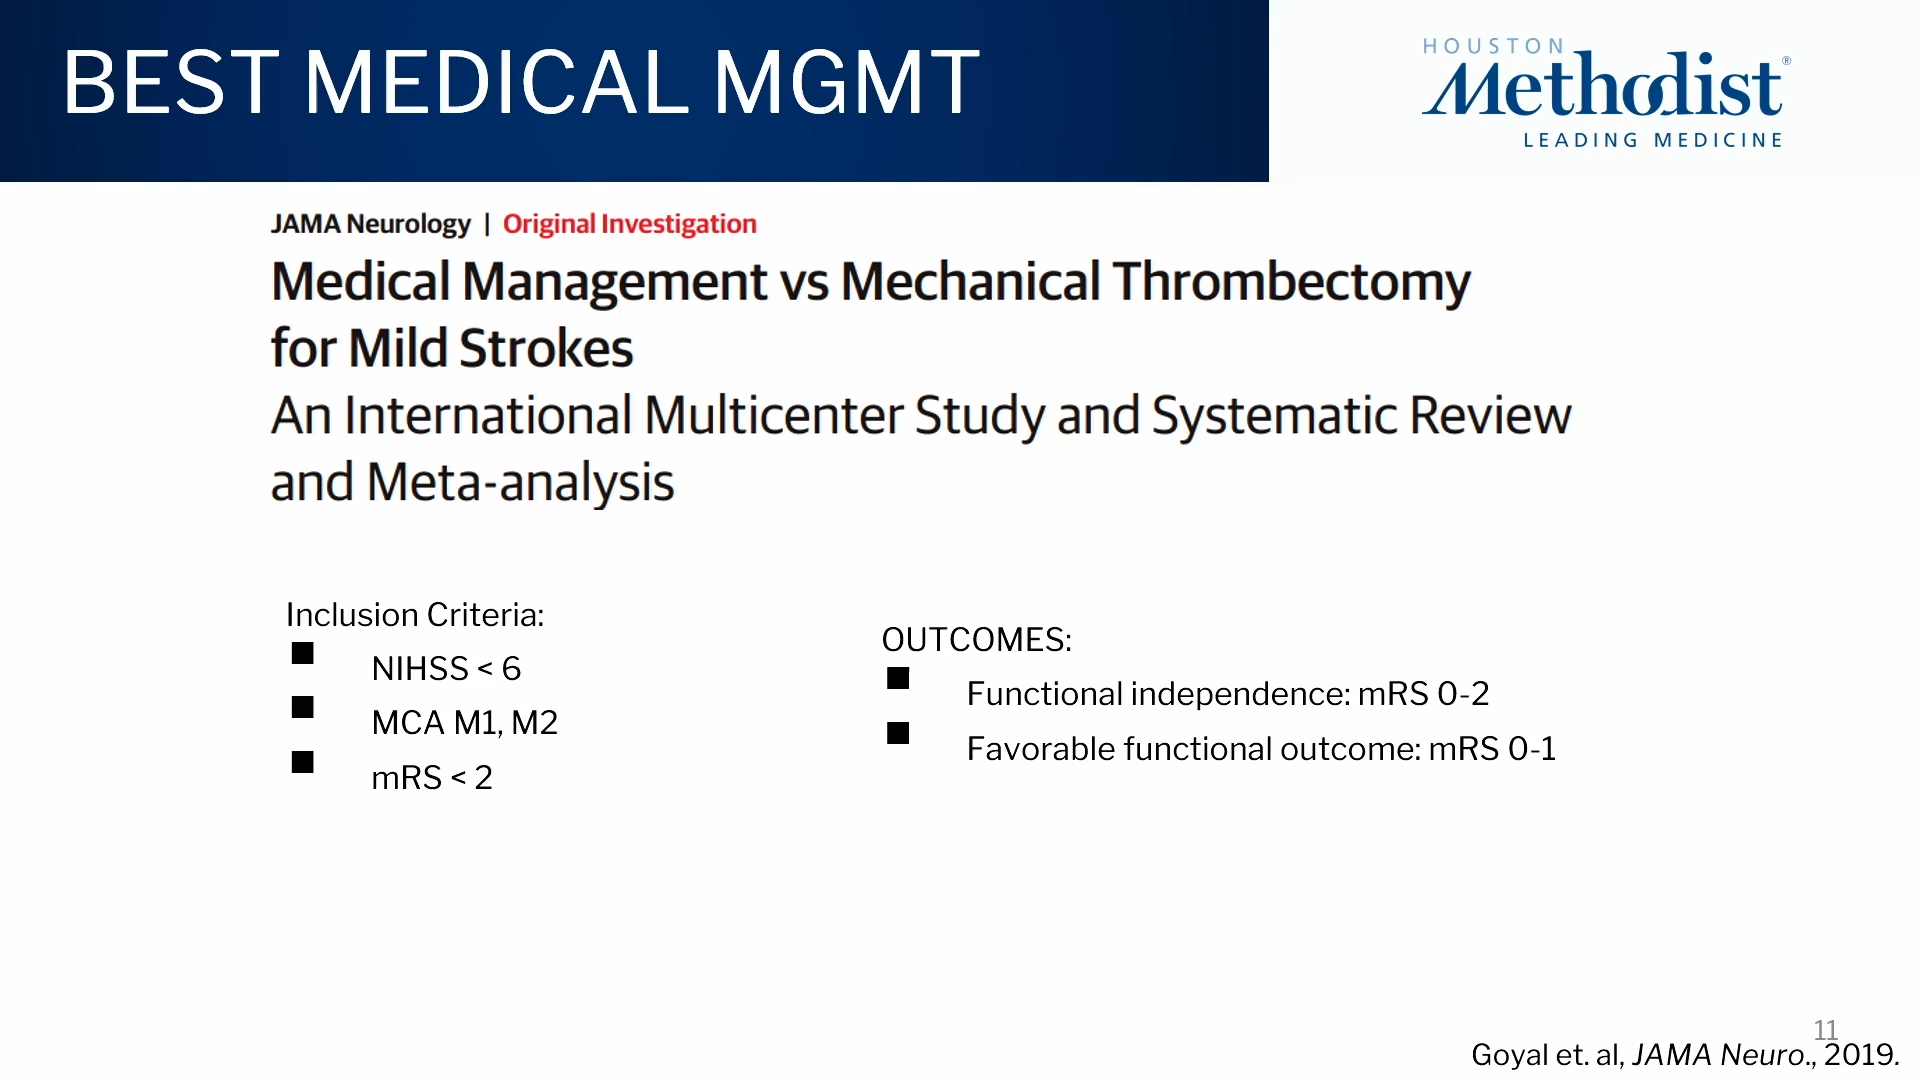 BEST MEDICAL MGMT
HOUSTON
Methodist®
LEADING MEDICINE
JAMA Neurology | Original Investigation
Medical Management vs Mechanical Thrombectomy
for Mild Strokes
An International Multicenter Study and Systematic Review
and Meta-analysis
Inclusion Criteria:
■ NIHSS < 6
■ MCA M1, M2
■ mRS < 2
OUTCOMES:
■ Functional independence: mRS 0-2
■ Favorable functional outcome: mRS 0-1
11
Goyal et. al, JAMA Neuro., 2019.